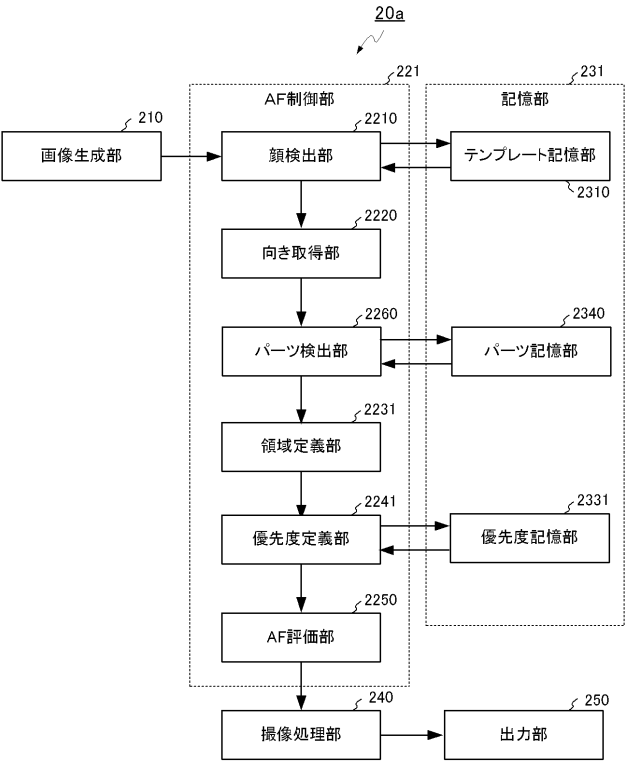 20a
221
231
AF制御部
記憶部
210
2210
画像生成部
顔検出部
テンプレート記憶部
2310
2220
向き取得部
2260
2340
パーツ検出部
パーツ記憶部
2231
領域定義部
2241
2331
優先度定義部
優先度記憶部
2250
AF評価部
240
250
撮像処理部
出力部